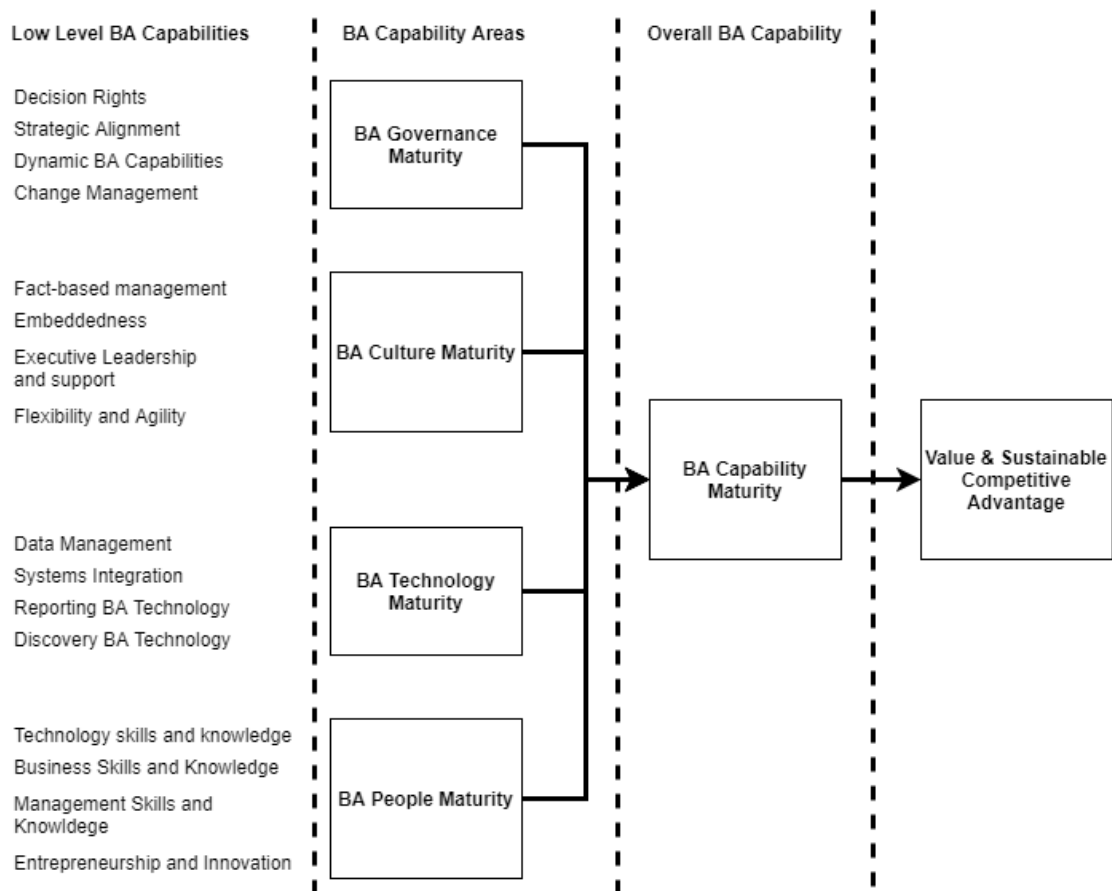 Low Level BA Capabilities
BA Capability Areas
Overall BA Capability
Decision Rights
Strategic Alignment
Dynamic BA Capabilities
Change Management
BA Governance
Maturity
Fact-based management
Embeddedness
Executive Leadership
and support
Flexibility and Agility
BA Culture Maturity
Data Management
Systems Integration
Reporting BA Technology
Discovery BA Technology
BA Technology
Maturity
Technology skills and knowledge
Business Skills and Knowledge
Management Skills and
Knowldege
Entrepreneurship and Innovation
BA People Maturity
BA Capability
Maturity
Value & Sustainable
Competitive
Advantage